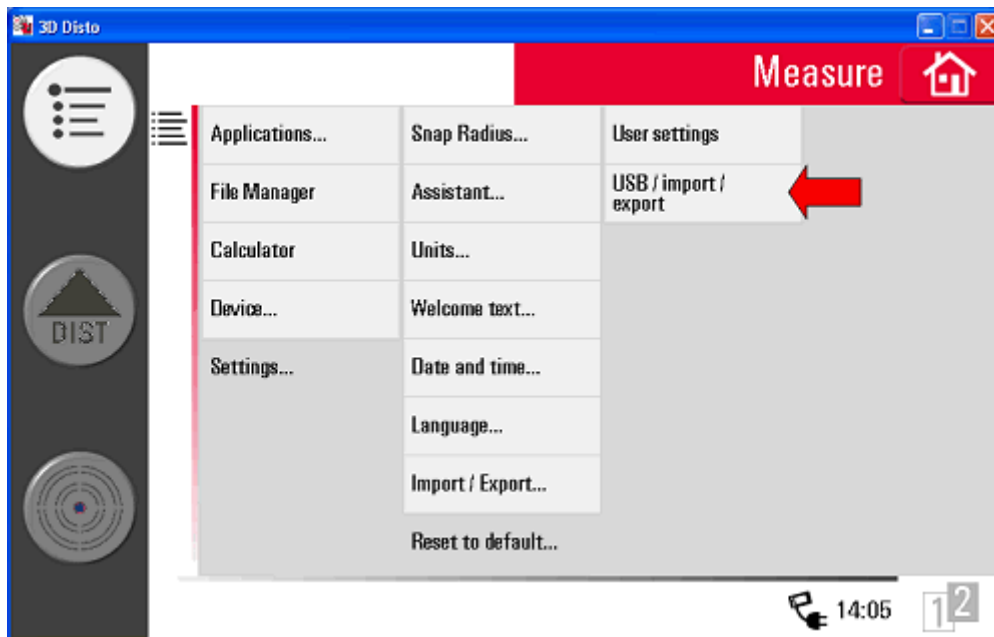 3D Disto
Measure
Applications...
Snap Radius...
User settings
File Manager
Assistant...
USB / import /
export
Calculator
Units...
Device...
Welcome text...
Settings...
Date and time...
Language...
Import / Export...
Reset to default...
DIST
14:05
1
2